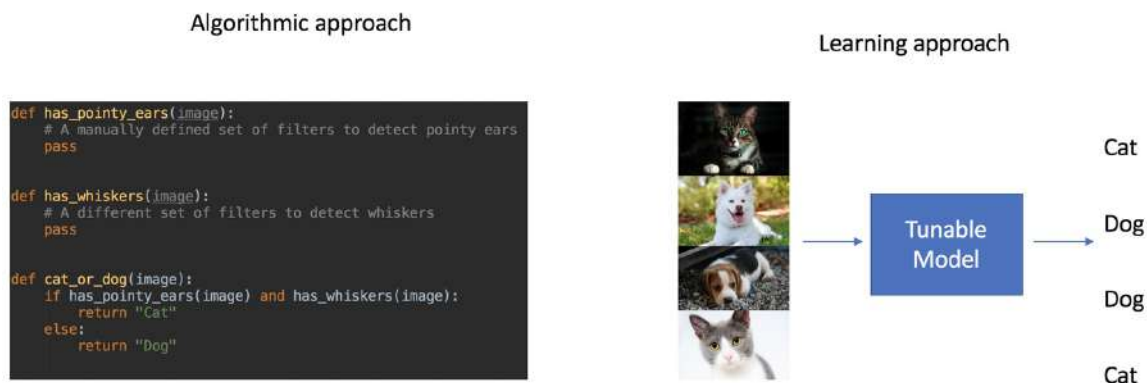 Algorithmic approach
def has_pointy_ears(image):
    # A manually defined set of filters to detect pointy ears
    pass
def has_whiskers(image):
    # A different set of filters to detect whiskers
    pass
def cat_or_dog(image):
    if has_pointy_ears(image) and has_whiskers(image):
        return "Cat"
    else:
        return "Dog"
Learning approach
Tunable
Model
Cat
Dog
Dog
Cat